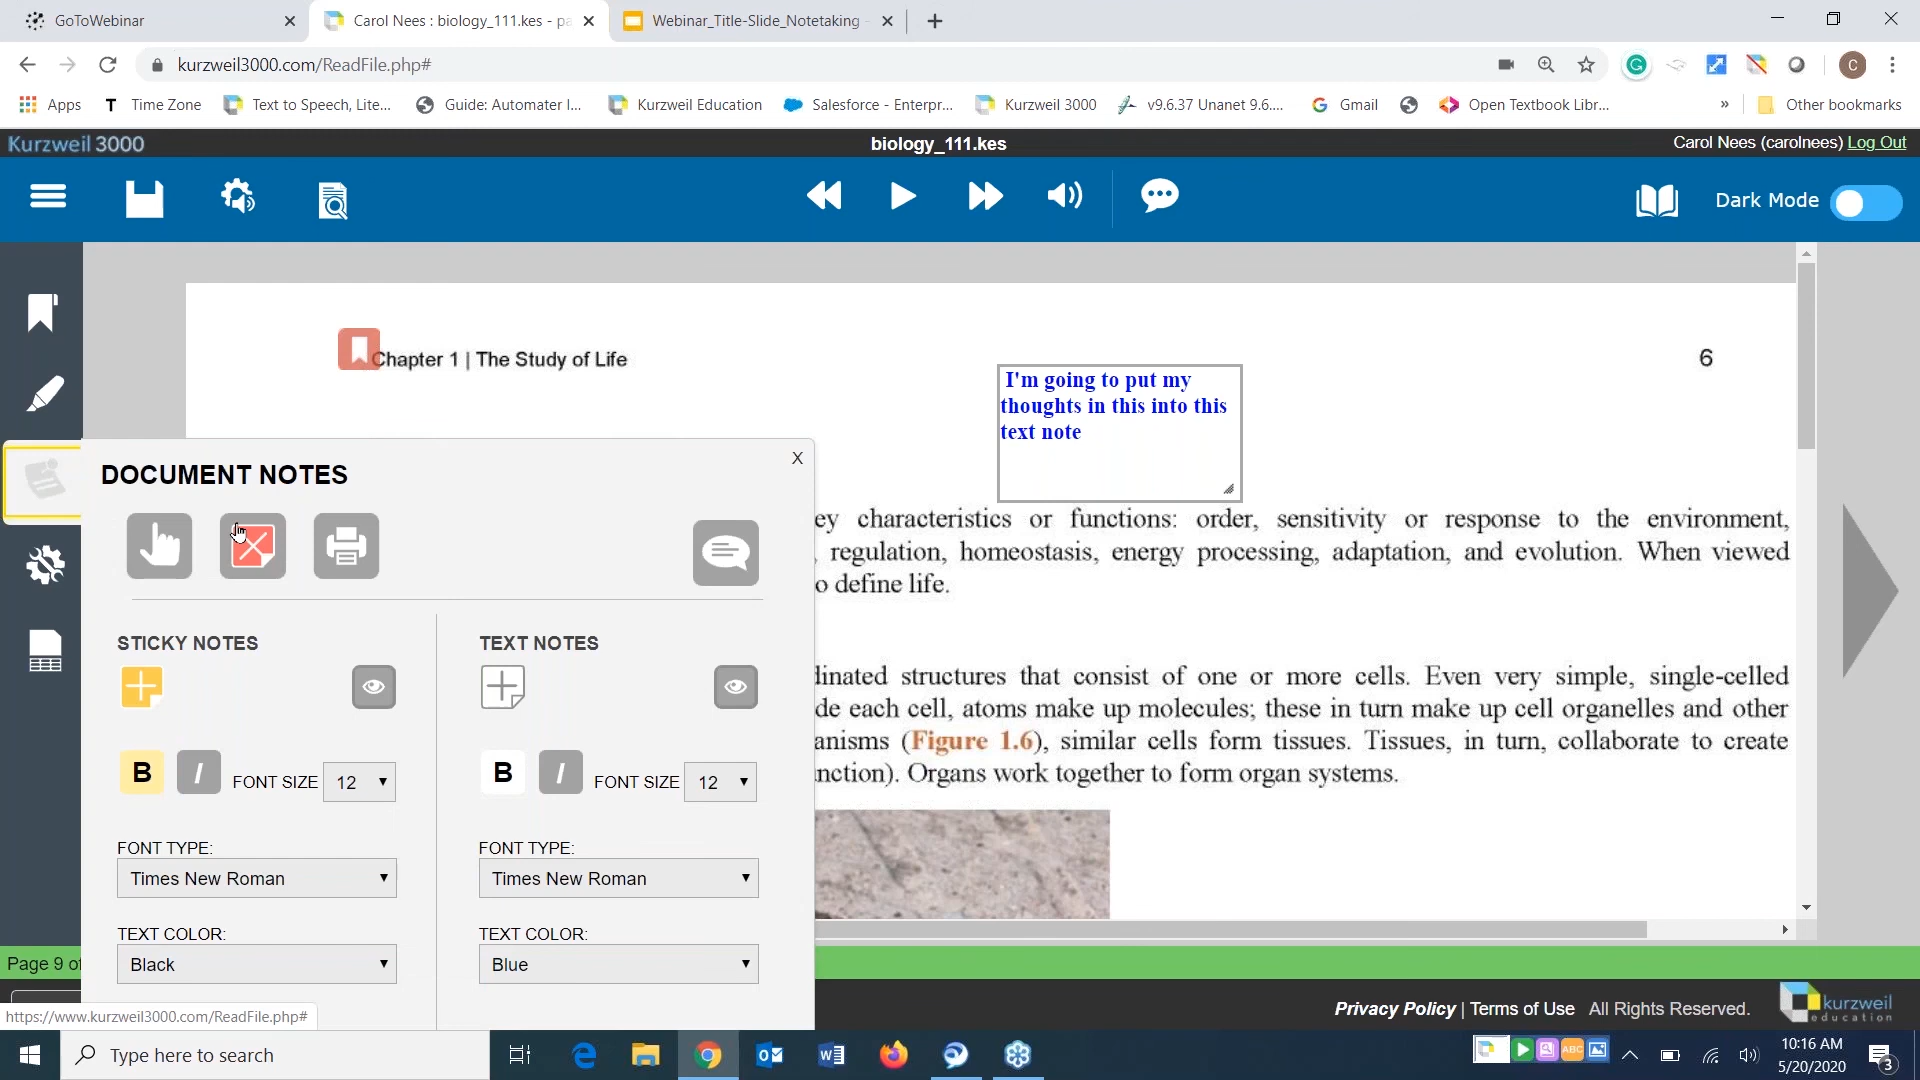 GoToWebinar
Carol Nees : biology_111.kes - pa
Webinar_Title-Slide_Notetaking -
kurzweil3000.com/ReadFile.php#
C
Apps
T Time Zone
Text to Speech, Lite...
Guide: Automater I...
Kurzweil Education
Salesforce - Enterpr...
Kurzweil 3000
v9.6.37 Unanet 9.6....
Gmail
Open Textbook Libr...
»
Other bookmarks
Kurzweil 3000
biology_111.kes
Carol Nees (carolnees) Log Out
Dark Mode
Chapter 1 | The Study of Life
6
I'm going to put my
thoughts in this into this
text note
DOCUMENT NOTES
X
STICKY NOTES
TEXT NOTES
B I FONT SIZE 12
B I FONT SIZE 12
FONT TYPE:
Times New Roman
FONT TYPE:
Times New Roman
TEXT COLOR:
Black
TEXT COLOR:
Blue
ey characteristics or functions: order, sensitivity or response to the environment,
, regulation, homeostasis, energy processing, adaptation, and evolution. When viewed
o define life.
dinated structures that consist of one or more cells. Even very simple, single-celled
de each cell, atoms make up molecules; these in turn make up cell organelles and other
anisms (Figure 1.6), similar cells form tissues. Tissues, in turn, collaborate to create
nction). Organs work together to form organ systems.
Page 9 of
https://www.kurzweil3000.com/ReadFile.php#
Privacy Policy | Terms of Use All Rights Reserved.
kurzweil
education
Type here to search
ABC
10:16 AM
5/20/2020
3